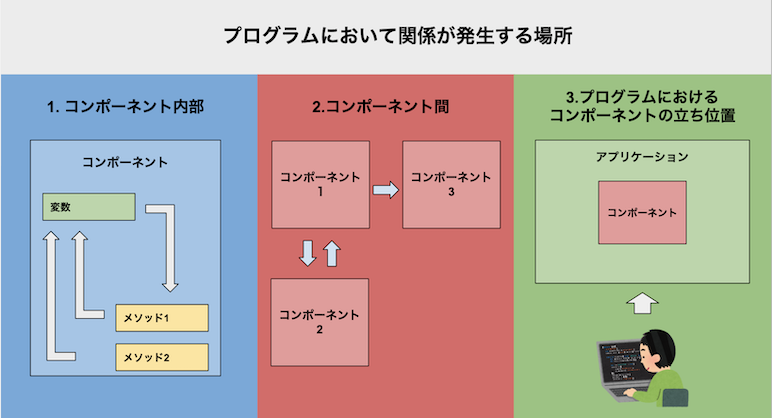 プログラムにおいて関係が発生する場所
1. コンポーネント内部
コンポーネント
変数
メソッド1
メソッド2
2.コンポーネント間
コンポーネント
1
コンポーネント
3
コンポーネント
2
3.プログラムにおける
コンポーネントの立ち位置
アプリケーション
コンポーネント